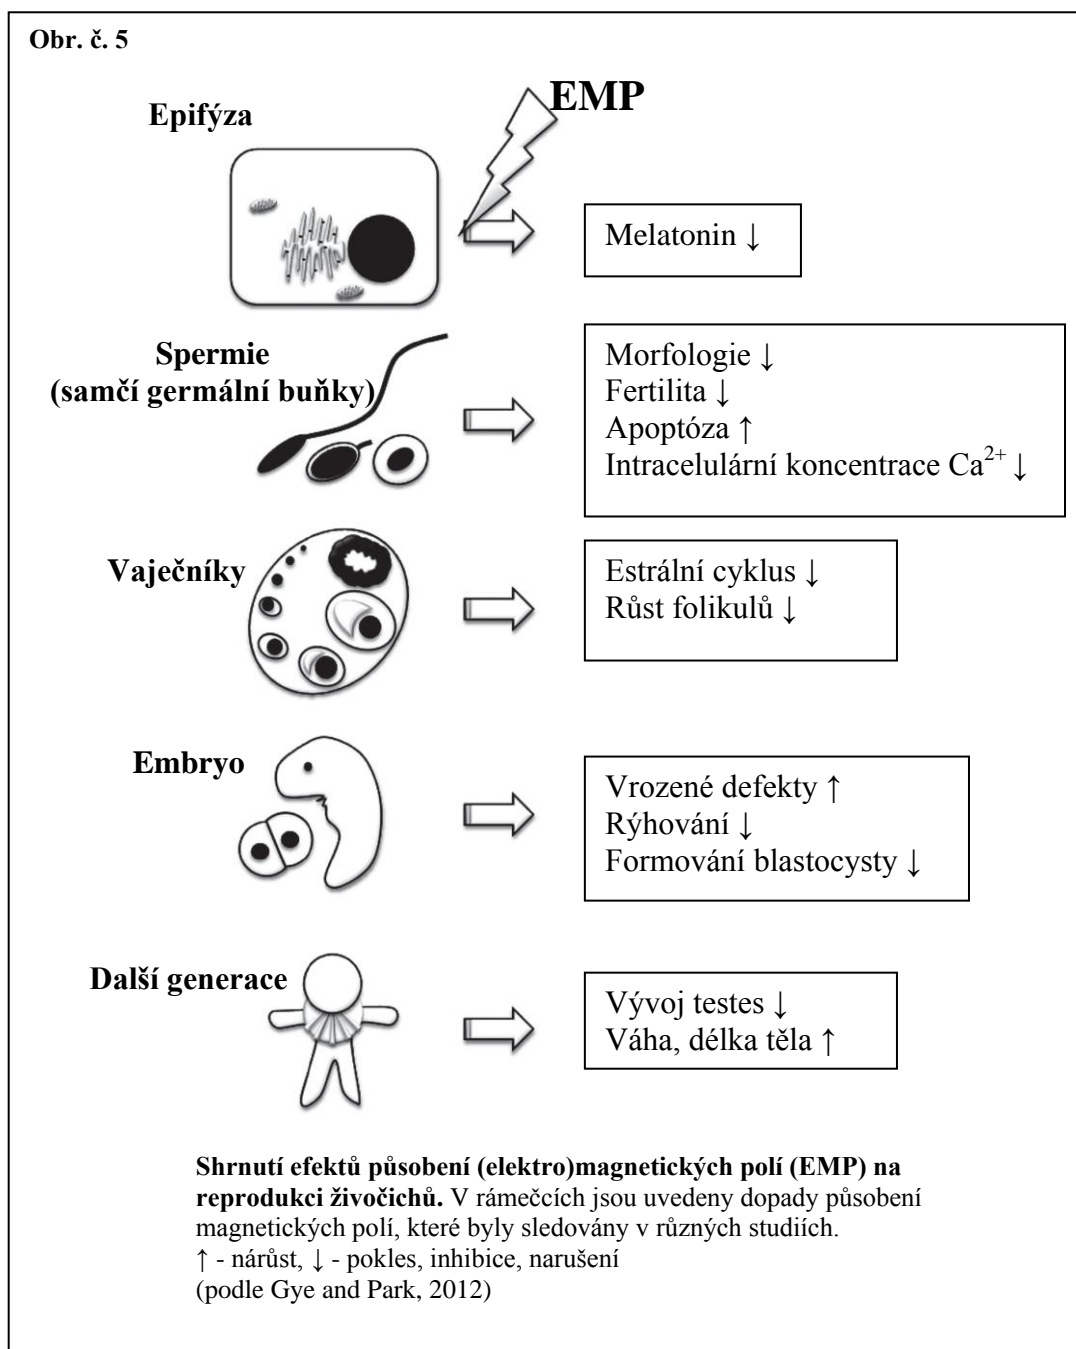 Obr. č. 5
EMP
Epifýza
Melatonin ↓
Spermie
(samčí germální buňky)
Morfologie ↓
Fertilita ↓
Apoptóza ↑
Intracelulární koncentrace Ca²⁺ ↓
Vaječníky
Estrální cyklus ↓
Růst folikulů ↓
Embryo
Vrozené defekty ↑
Rýhování ↓
Formování blastocysty ↓
Další generace
Vývoj testes ↓
Váha, délka těla ↑
Shrnutí efektů působení (elektro)magnetických polí (EMP) na
reprodukci živočichů. V rámečcích jsou uvedeny dopady působení
magnetických polí, které byly sledovány v různých studiích.
↑ - nárůst, ↓ - pokles, inhibice, narušení
(podle Gye and Park, 2012)